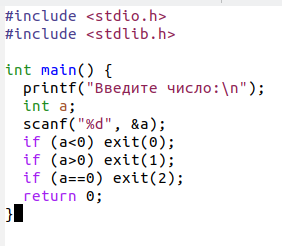 #include <stdio.h>
#include <stdlib.h>

int main() {
  printf("Введите число:\n");
  int a;
  scanf("%d", &a);
  if (a<0) exit(0);
  if (a>0) exit(1);
  if (a==0) exit(2);
  return 0;
}